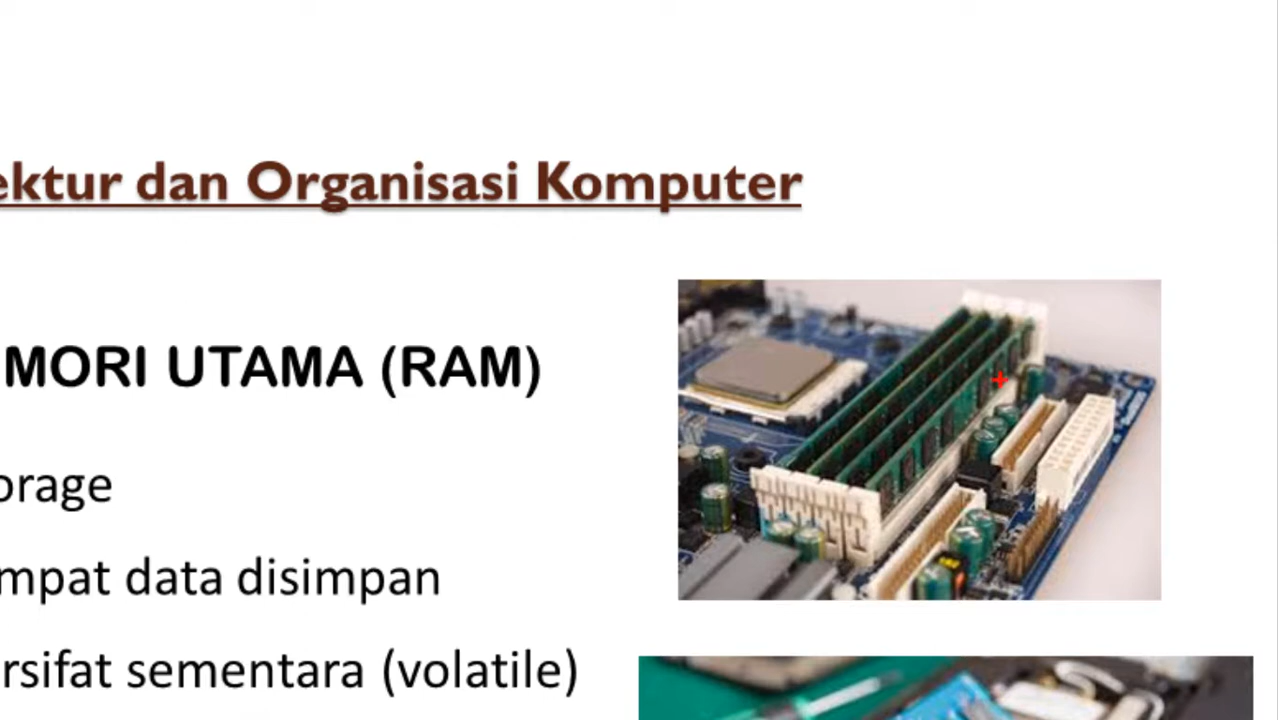 ektur dan Organisasi Komputer
MORI UTAMA (RAM)
orage
mpat data disimpan
rsifat sementara (volatile)